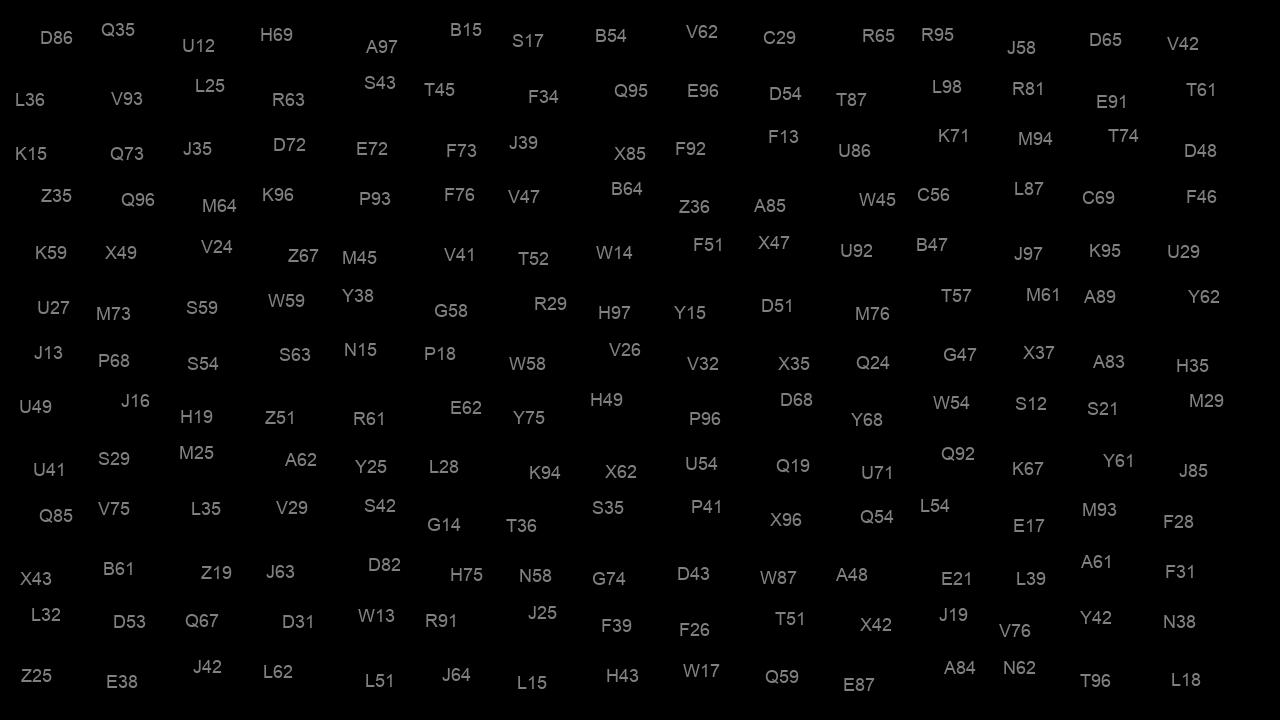 D86 Q35 U12 H69 A97 B15 S17 B54 V62 C29 R65 R95 J58 D65 V42
L36 V93 L25 R63 S43 T45 F34 Q95 E96 D54 T87 L98 R81 E91 T61
K15 Q73 J35 D72 E72 F73 J39 X85 F92 F13 U86 K71 M94 T74 D48
Z35 Q96 M64 K96 P93 F76 V47 B64 Z36 A85 W45 C56 L87 C69 F46
K59 X49 V24 Z67 M45 V41 T52 W14 F51 X47 U92 B47 J97 K95 U29
U27 M73 S59 W59 Y38 G58 R29 H97 Y15 D51 M76 T57 M61 A89 Y62
J13 P68 S54 S63 N15 P18 W58 V26 V32 X35 Q24 G47 X37 A83 H35
U49 J16 H19 Z51 R61 E62 Y75 H49 P96 D68 Y68 W54 S12 S21 M29
U41 S29 M25 A62 Y25 L28 K94 X62 U54 Q19 U71 Q92 K67 Y61 J85
Q85 V75 L35 V29 S42 G14 T36 S35 P41 X96 Q54 L54 E17 M93 F28
X43 B61 Z19 J63 D82 H75 N58 G74 D43 W87 A48 E21 L39 A61 F31
L32 D53 Q67 D31 W13 R91 J25 F39 F26 T51 X42 J19 V76 Y42 N38
Z25 E38 J42 L62 L51 J64 L15 H43 W17 Q59 E87 A84 N62 T96 L18